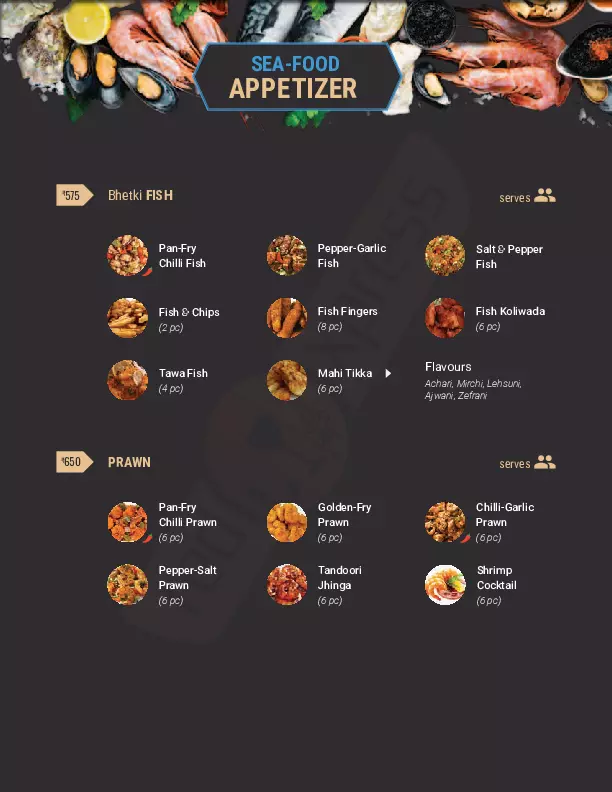 SEA-FOOD
APPETIZER
₹575 Bhetki FISH serves
Pan-Fry
Chilli Fish
Pepper-Garlic
Fish
Salt & Pepper
Fish
Fish & Chips
(2 pc)
Fish Fingers
(8 pc)
Fish Koliwada
(6 pc)
Tawa Fish
(4 pc)
Mahi Tikka
(6 pc)
Flavours
Achari, Mirchi, Lehsuni,
Ajwani, Zefrani
₹650 PRAWN serves
Pan-Fry
Chilli Prawn
(6 pc)
Golden-Fry
Prawn
(6 pc)
Chilli-Garlic
Prawn
(6 pc)
Pepper-Salt
Prawn
(6 pc)
Tandoori
Jhinga
(6 pc)
Shrimp
Cocktail
(6 pc)